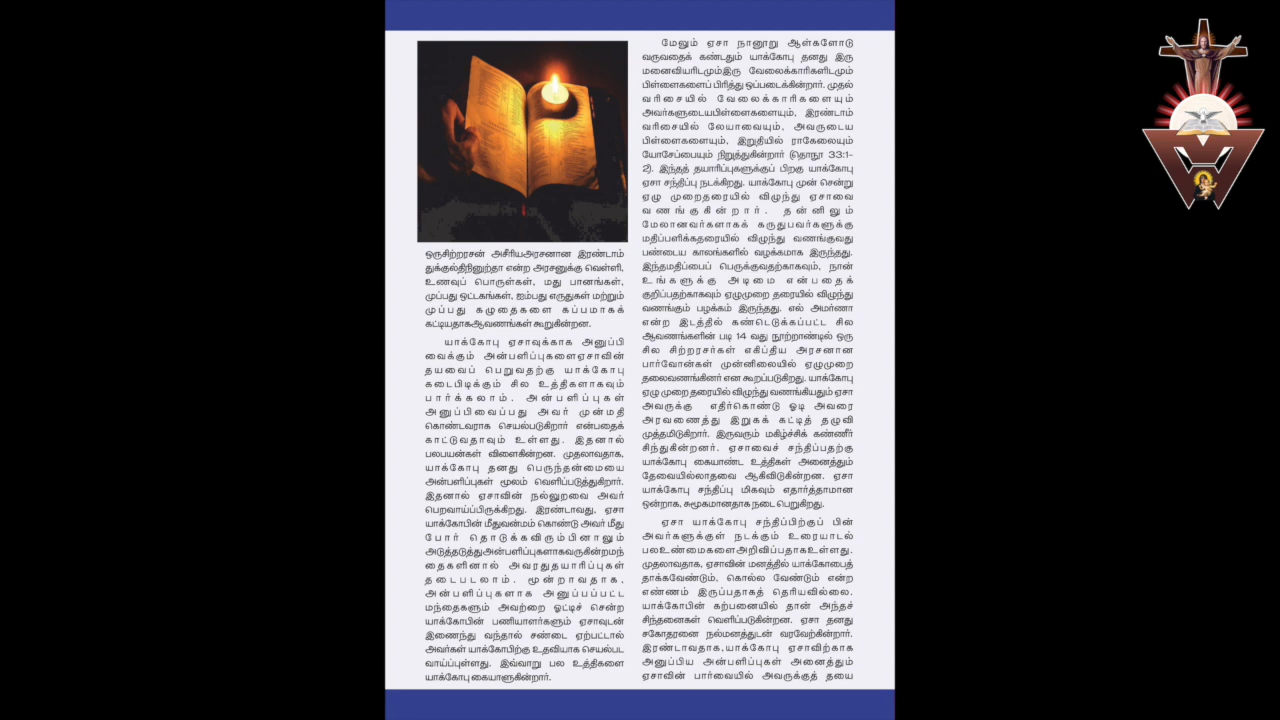 ஒருசிற்றரசன் அசீரியஅரசனான இரண்டாம்
துக்குல்திநினுற்தா என்ற அரசனுக்கு வெள்ளி,
உணவுப் பொருள்கள், மது பானங்கள்,
முப்பது ஒட்டகங்கள், ஐம்பது எருதுகள் மற்றும்
முப்பது கழுதைகளை கப்பமாகக்
கட்டியதாகஆவணங்கள் கூறுகின்றன.
யாக்கோபு ஏசாவுக்காக அனுப்பி
வைக்கும் அன்பளிப்புகளைஏசாவின்
தயவைப் பெறுவதற்கு யாக்கோபு
கடைபிடிக்கும் சில உத்திகளாகவும்
பார்க்கலாம். அன்பளிப்புகள்
அனுப்பிவைப்பது அவர் முன்மதி
கொண்டவராக செயல்படுகிறார் என்பதைக்
காட்டுவதாவும் உள்ளது. இதனால்
பலபயன்கள் விளைகின்றன. முதலாவதாக,
யாக்கோபு தனது பெருந்தன்மையை
அன்பளிப்புகள் மூலம் வெளிப்படுத்துகிறார்.
இதனால் ஏசாவின் நல்லுறவை அவர்
பெறவாய்ப்பிருக்கிறது. இரண்டாவது, ஏசா
யாக்கோபின் மீதுவன்மம் கொண்டு அவர் மீது
போர் தொடுக்கவிரும்பினாலும்
அடுத்தடுத்துஅன்பளிப்புகளாகவருகின்றமந்
தைகளினால் அவரதுதயாரிப்புகள்
தடைபடலாம். மூன்றாவதாக,
அன்பளிப்புகளாக அனுப்பப்பட்ட
மந்தைகளும் அவற்றை ஓட்டிச் சென்ற
யாக்கோபின் பணியாளர்களும் ஏசாவுடன்
இணைந்து வந்தால் சண்டை ஏற்பட்டால்
அவர்கள் யாக்கோபிற்கு உதவியாக செயல்பட
வாய்ப்புள்ளது. இவ்வாறு பல உத்திகளை
யாக்கோபு கையாளுகின்றார்.
மேலும் ஏசா நானூறு ஆள்களோடு
வருவதைக் கண்டதும் யாக்கோபு தனது இரு
மனைவியரிடமும்இரு வேலைக்காரிகளிடமும்
பிள்ளைகளைப் பிரித்து ஒப்படைக்கின்றார். முதல்
வரிசையில் வேலைக்காரிகளையும்
அவர்களுடையபிள்ளைகளையும், இரண்டாம்
வரிசையில் லேயாவையும், அவருடைய
பிள்ளைகளையும், இறுதியில் ராகேலையும்
யோசேப்பையும் நிறுத்துகின்றார் (தொநூ 33:1-
2). இந்தத் தயாரிப்புகளுக்குப் பிறகு யாக்கோபு
ஏசா சந்திப்பு நடக்கிறது. யாக்கோபு முன் சென்று
ஏழு முறைதரையில் விழுந்து ஏசாவை
வணங்குகின்றார். தன்னிலும்
மேலானவர்களாகக் கருதுபவர்களுக்கு
மதிப்பளிக்கதரையில் விழுந்து வணங்குவது
பண்டைய காலங்களில் வழக்கமாக இருந்தது.
இந்தமதிப்பைப் பெருக்குவதற்காகவும், நான்
உங்களுக்கு அடிமை என்பதைக்
குறிப்பதற்காகவும் ஏழுமுறை தரையில் விழுந்து
வணங்கும் பழக்கம் இருந்தது. எல் அமர்ணா
என்ற இடத்தில் கண்டெடுக்கப்பட்ட சில
ஆவணங்களின் படி 14 வது நூற்றாண்டில் ஒரு
சில சிற்றரசர்கள் எகிப்திய அரசனான
பார்வோன்கள் முன்னிலையில் ஏழுமுறை
தலைவணங்கினர் என கூறப்படுகிறது. யாக்கோபு
ஏழு முறை தரையில் விழுந்து வணங்கியதும் ஏசா
அவருக்கு எதிர்கொண்டு ஓடி அவரை
அரவணைத்து இறுகக் கட்டித் தழுவி
முத்தமிடுகிறார். இருவரும் மகிழ்ச்சிக் கண்ணீர்
சிந்துகின்றனர். ஏசாவைச் சந்திப்பதற்கு
யாக்கோபு கையாண்ட உத்திகள் அனைத்தும்
தேவையில்லாதவை ஆகிவிடுகின்றன. ஏசா
யாக்கோபு சந்திப்பு மிகவும் எதார்த்தாமான
ஒன்றாக, சுமூகமானதாக நடை பெறுகிறது.
ஏசா யாக்கோபு சந்திப்பிற்குப் பின்
அவர்களுக்குள் நடக்கும் உரையாடல்
பலஉண்மைகளைஅறிவிப்பதாகஉள்ளது.
முதலாவதாக, ஏசாவின் மனத்தில் யாக்கோபைத்
தாக்கவேண்டும், கொல்ல வேண்டும் என்ற
எண்ணம் இருப்பதாகத் தெரியவில்லை.
யாக்கோபின் கற்பனையில் தான் அந்தச்
சிந்தனைகள் வெளிப்படுகின்றன. ஏசா தனது
சகோதரனை நல்மனத்துடன் வரவேற்கின்றார்.
இரண்டாவதாக,யாக்கோபு ஏசாவிற்காக
அனுப்பிய அன்பளிப்புகள் அனைத்தும்
ஏசாவின் பார்வையில் அவருக்குத் தயை